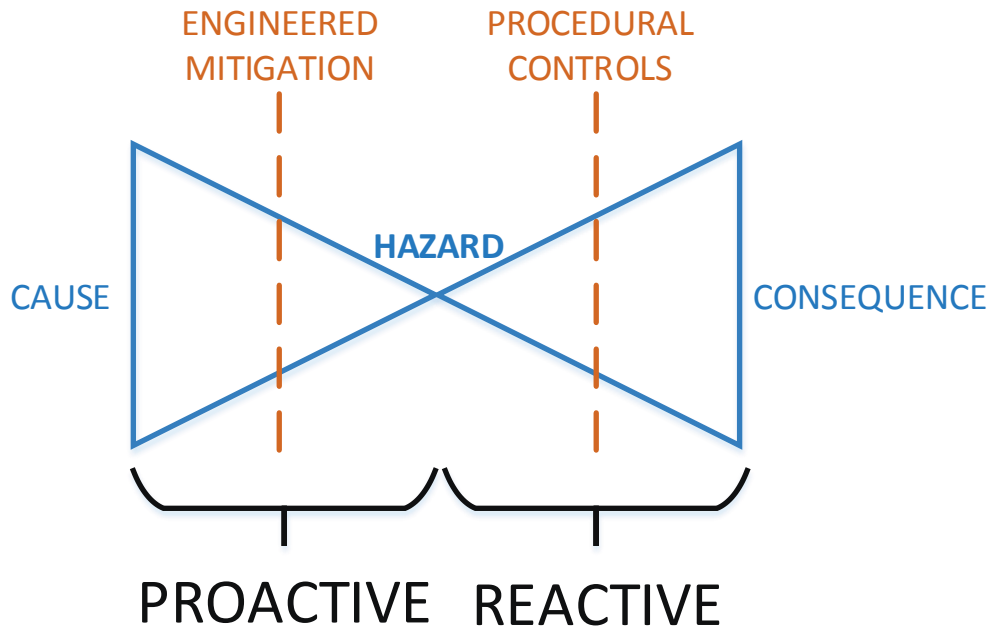 ENGINEERED
MITIGATION
PROCEDURAL
CONTROLS
HAZARD
CAUSE
CONSEQUENCE
PROACTIVE
REACTIVE